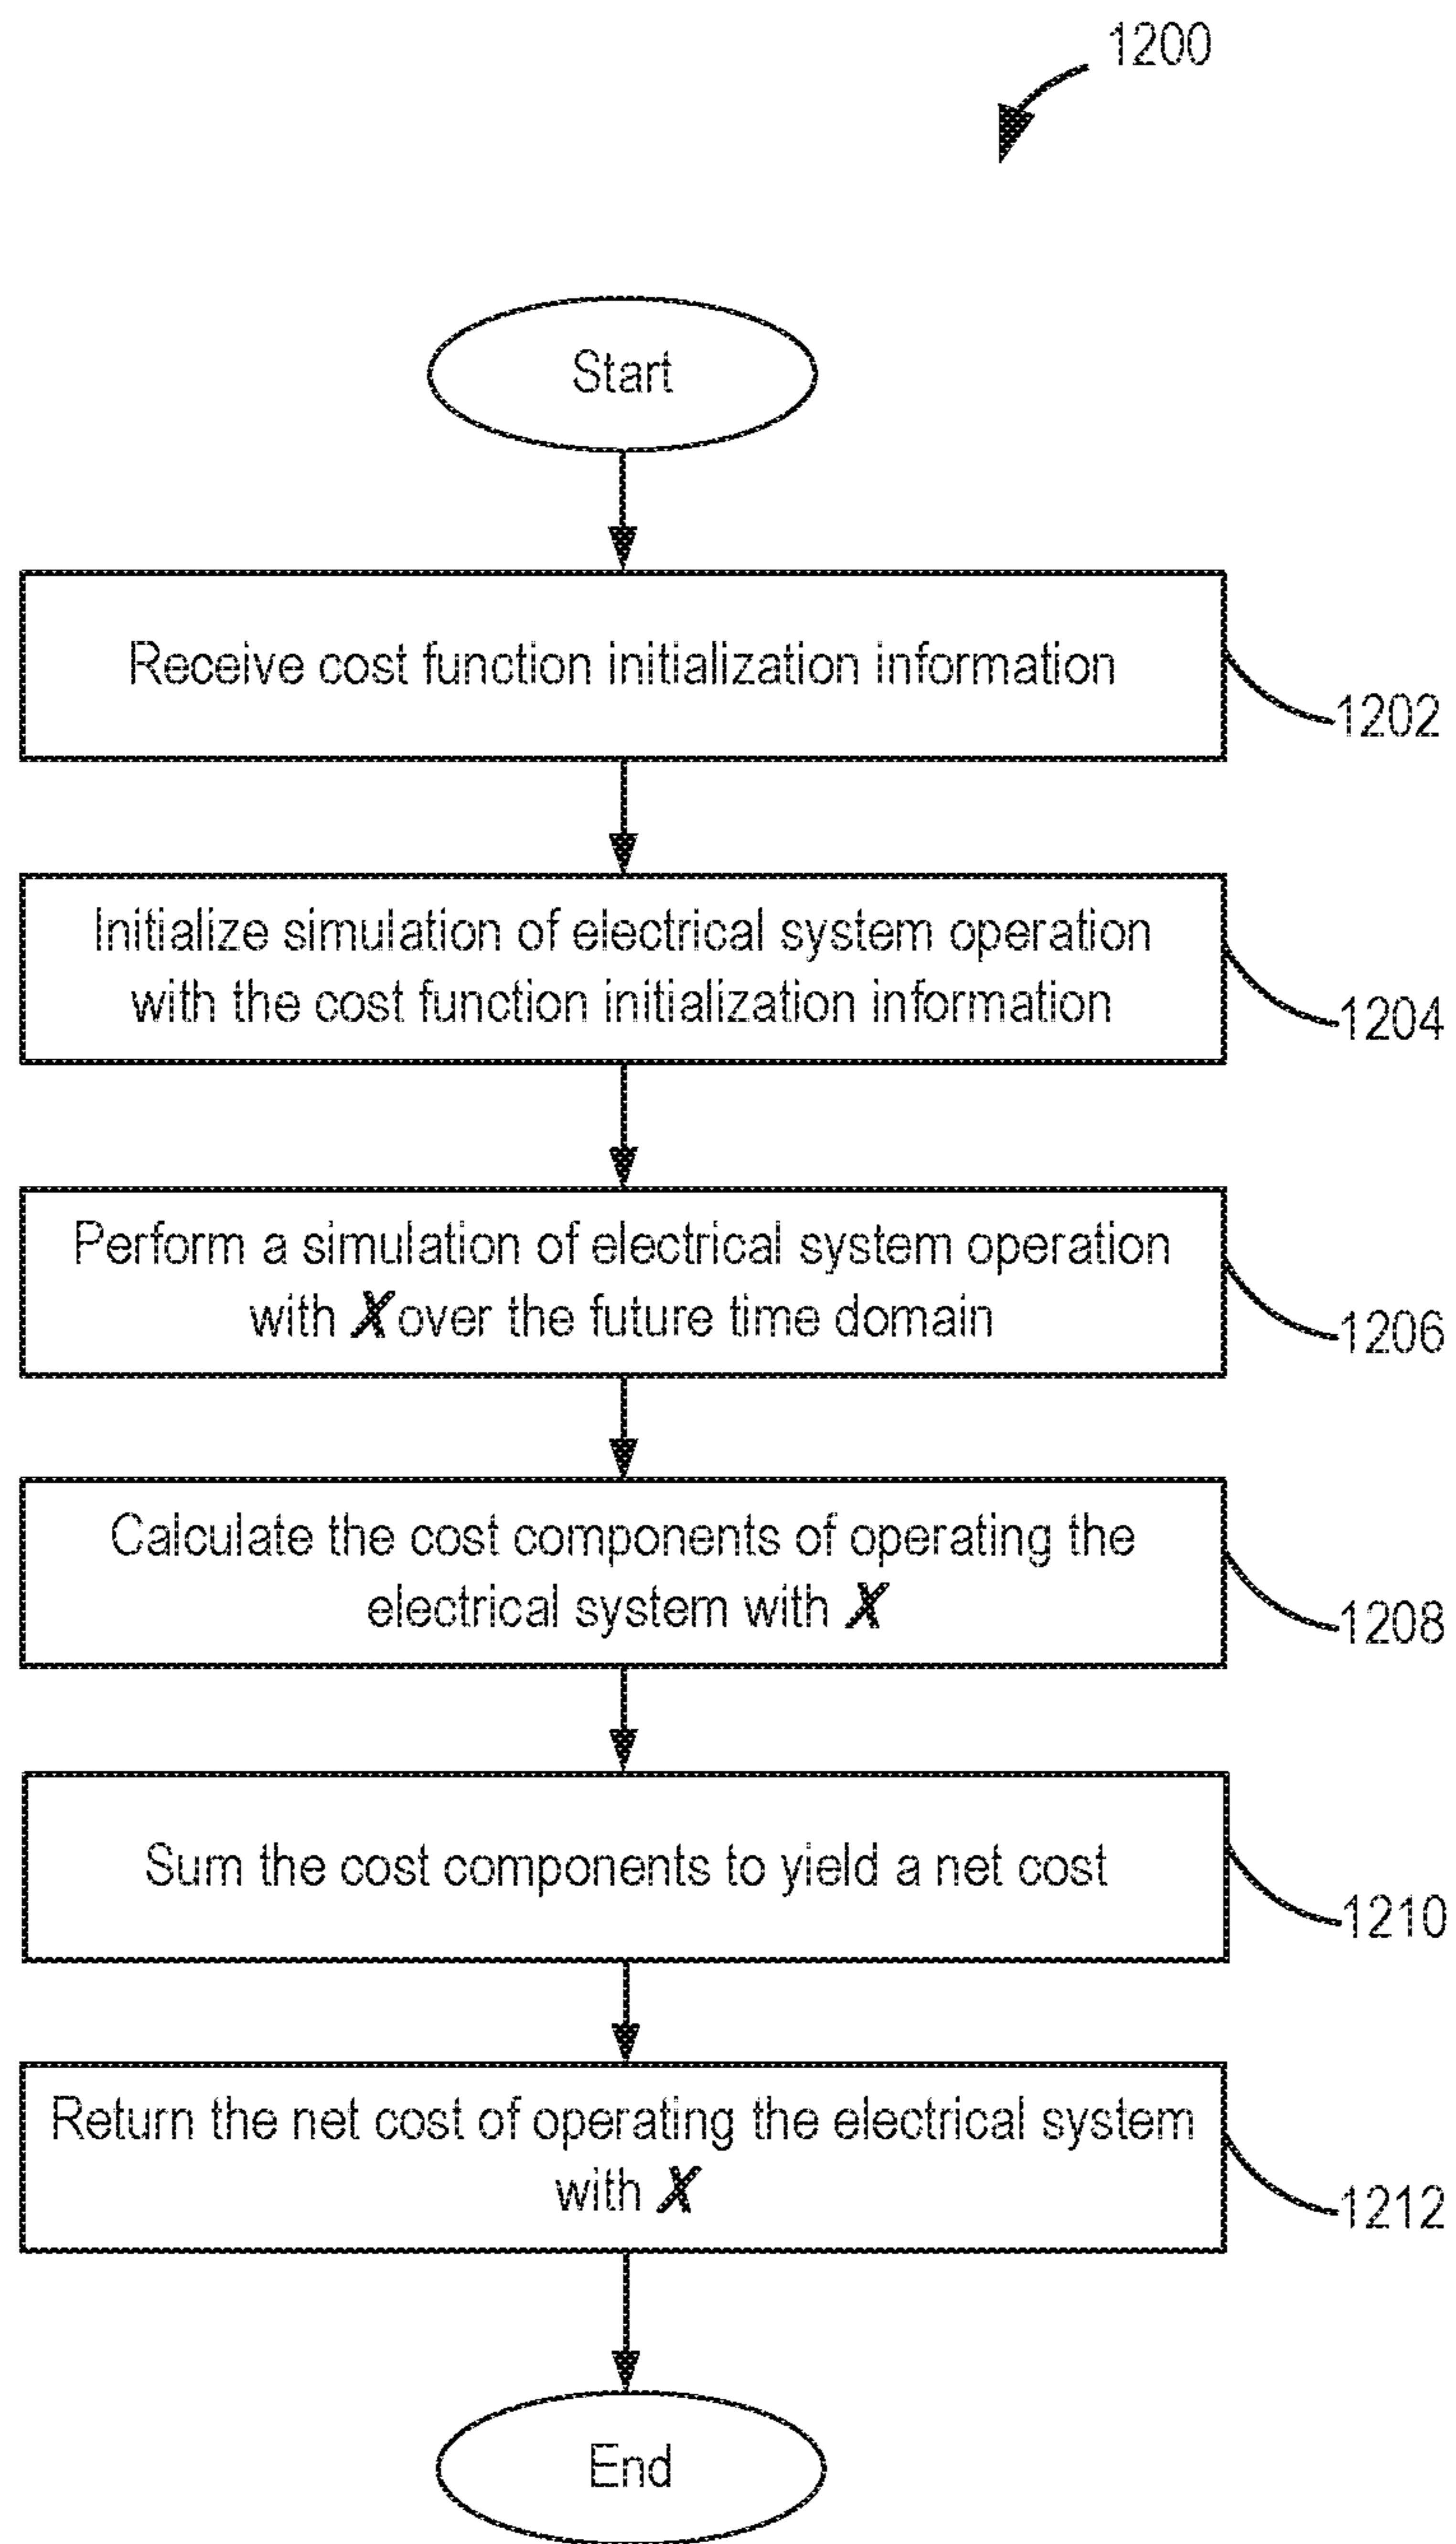 1200
Start
Receive cost function initialization information
1202
Initialize simulation of electrical system operation
with the cost function initialization information
1204
Perform a simulation of electrical system operation
with X over the future time domain
1206
Calculate the cost components of operating the
electrical system with X
1208
Sum the cost components to yield a net cost
1210
Return the net cost of operating the electrical system
with X
1212
End